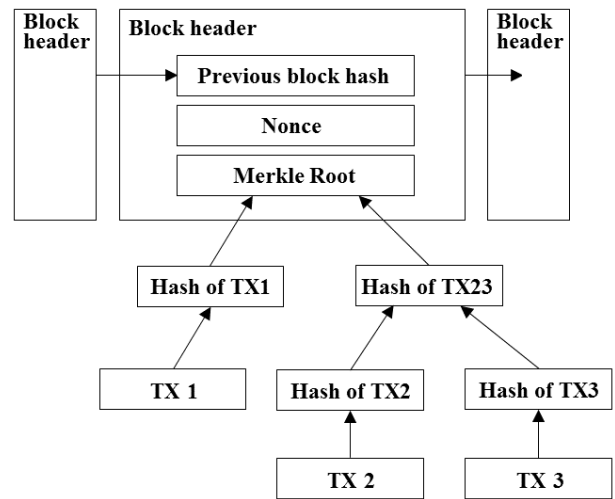 Block
header
Block header
Block
header
Previous block hash
Nonce
Merkle Root
Hash of TX1
Hash of TX23
TX 1
Hash of TX2
Hash of TX3
TX 2
TX 3